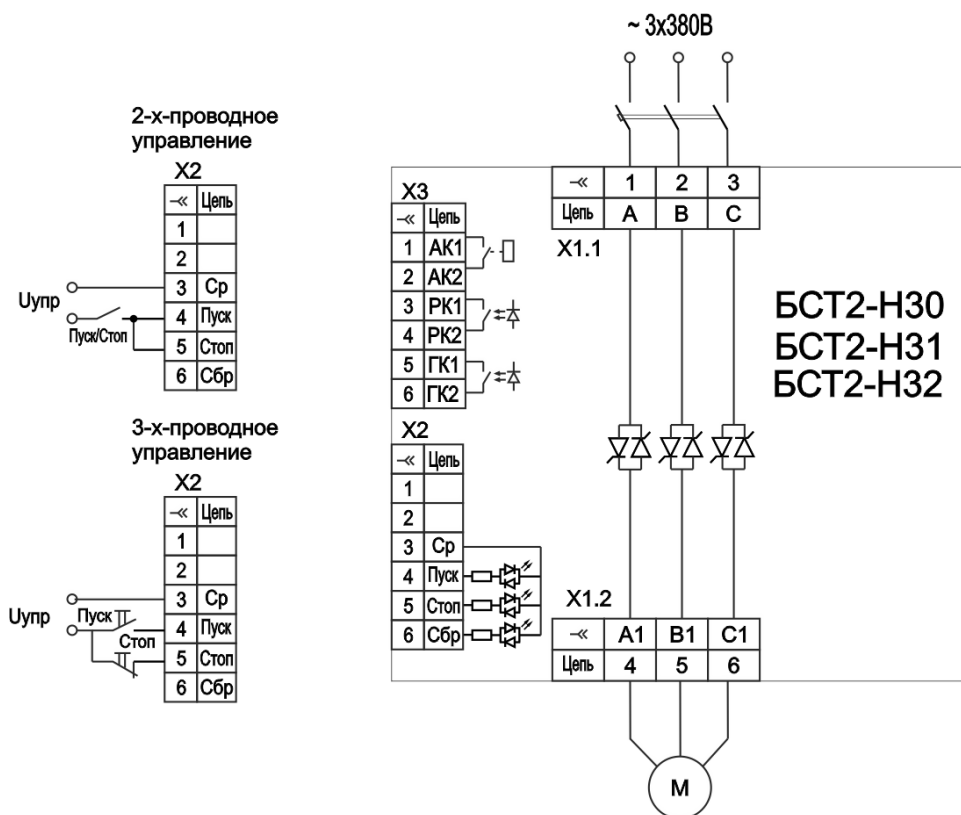 ~ 3х380В
2-х-проводное
управление
X2
Цепь
1
2
3 Ср
4 Пуск
5 Стоп
6 Сбр
Uупр
Пуск/Стоп
3-х-проводное
управление
X2
Цепь
1
2
3 Ср
4 Пуск
5 Стоп
6 Сбр
Uупр
Пуск
Стоп
X3
Цепь
1 АК1
2 АК2
3 РК1
4 РК2
5 ГК1
6 ГК2
X2
Цепь
1
2
3 Ср
4 Пуск
5 Стоп
6 Сбр
1 2 3
Цепь A B C
X1.1
БСТ2-Н30
БСТ2-Н31
БСТ2-Н32
X1.2
A1 B1 C1
Цепь 4 5 6
М